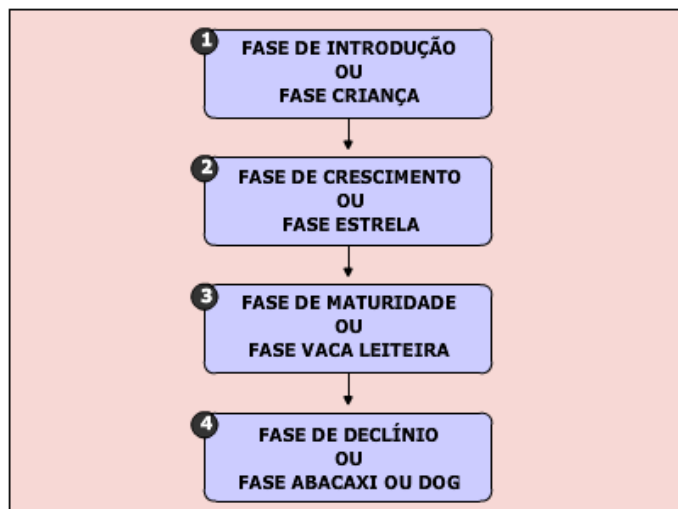 1
FASE DE INTRODUÇÃO
OU
FASE CRIANÇA
2
FASE DE CRESCIMENTO
OU
FASE ESTRELA
3
FASE DE MATURIDADE
OU
FASE VACA LEITEIRA
4
FASE DE DECLÍNIO
OU
FASE ABACAXI OU DOG